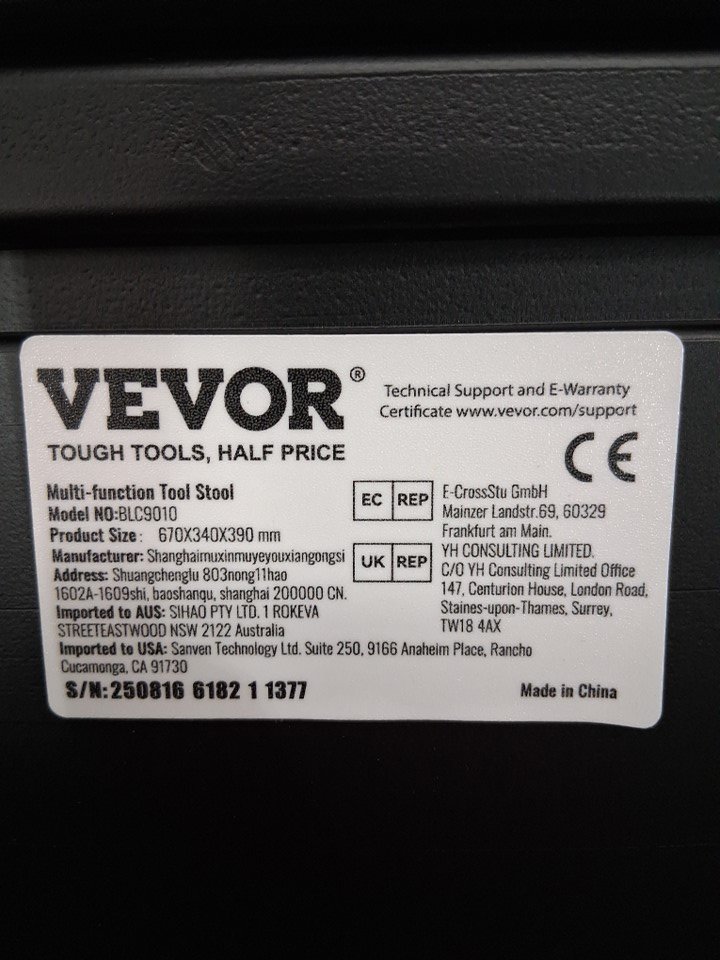 VEVOR®
TOUGH TOOLS, HALF PRICE
Technical Support and E-Warranty
Certificate www.vevor.com/support
CE
Multi-function Tool Stool
Model NO:BLC9010
Product Size: 670X340X390 mm
Manufacturer: Shanghaimuxinmuyeyouxiangongsi
Address: Shuangchenglu 803nong11hao
1602A-1609shi, baoshanqu, shanghai 200000 CN.
Imported to AUS: SIHAO PTY LTD. 1 ROKEVA
STREETEASTWOOD NSW 2122 Australia
Imported to USA: Sanven Technology Ltd. Suite 250, 9166 Anaheim Place, Rancho
Cucamonga, CA 91730
S/N:250816 6182 1 1377
EC REP
E-CrossStu GmbH
Mainzer Landstr.69, 60329
Frankfurt am Main.
UK REP
YH CONSULTING LIMITED.
C/O YH Consulting Limited Office
147, Centurion House, London Road,
Staines-upon-Thames, Surrey,
TW18 4AX
Made in China